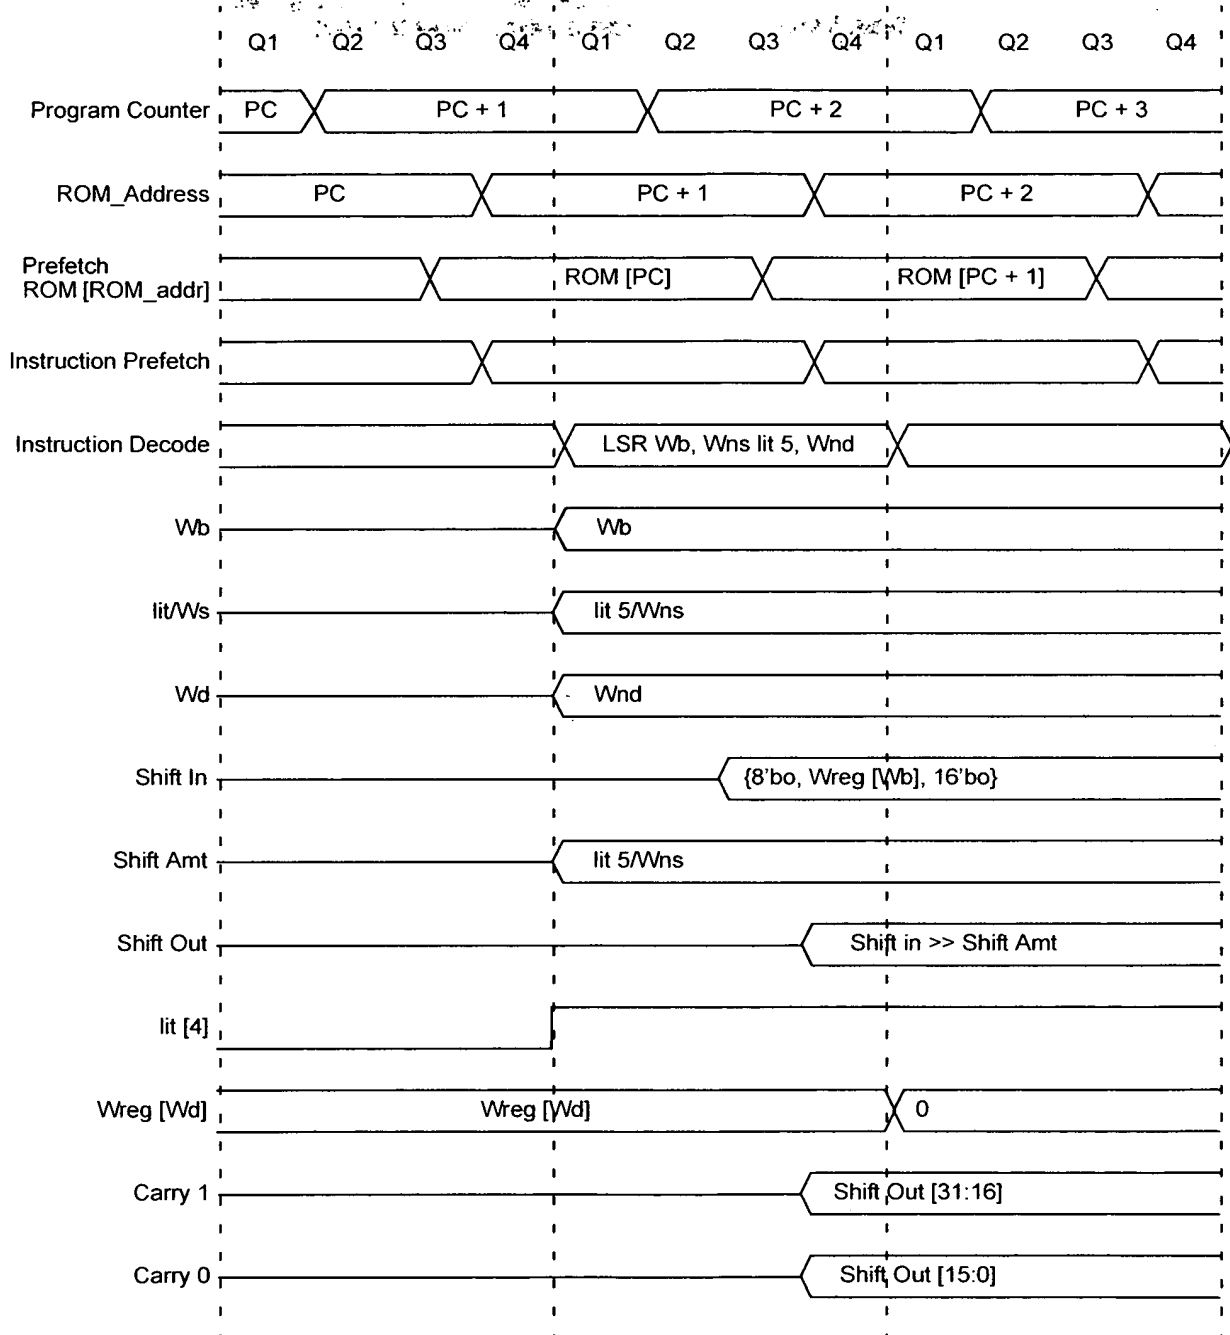 Q1 Q2 Q3 Q4 Q1 Q2 Q3 Q4 Q1 Q2 Q3 Q4
Program Counter PC PC + 1 PC + 2 PC + 3
ROM_Address PC PC + 1 PC + 2
Prefetch
ROM [ROM_addr] ROM [PC] ROM [PC + 1]
Instruction Prefetch
Instruction Decode LSR Wb, Wns lit 5, Wnd
Wb Wb
lit/Ws lit 5/Wns
Wd Wnd
Shift In {8'bo, Wreg [Wb], 16'bo}
Shift Amt lit 5/Wns
Shift Out Shift in >> Shift Amt
lit [4]
Wreg [Wd] Wreg [Wd] 0
Carry 1 Shift Out [31:16]
Carry 0 Shift Out [15:0]